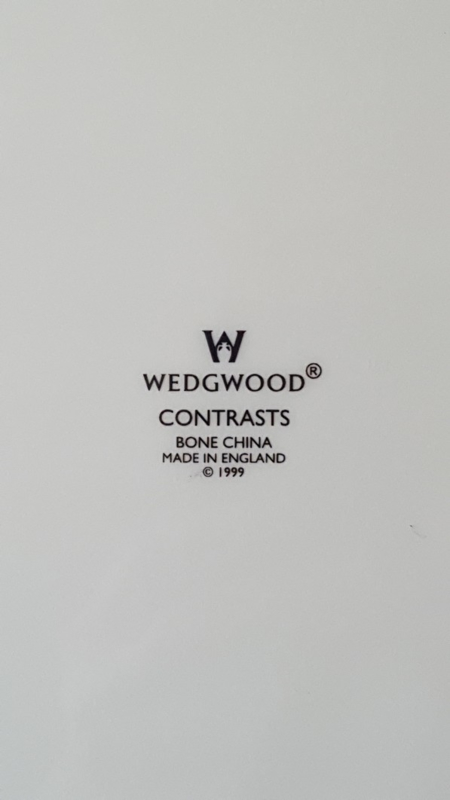 W
WEDGWOOD®
CONTRASTS
BONE CHINA
MADE IN ENGLAND
© 1999